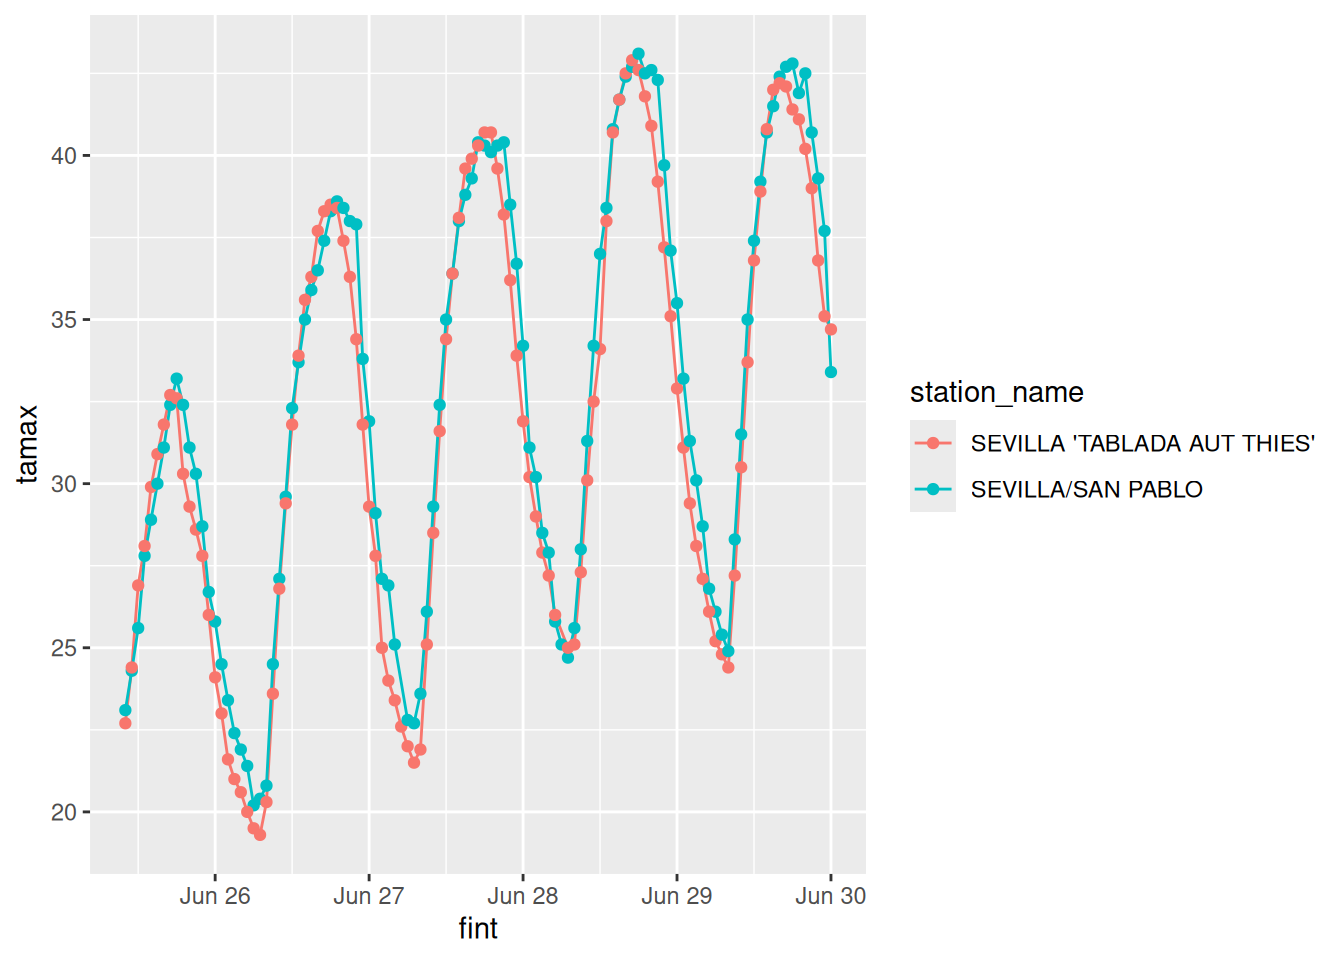 tamax
40
35
30
25
20
Jun 26
Jun 27
Jun 28
Jun 29
Jun 30
fint
station_name
SEVILLA 'TABLADA AUT THIES'
SEVILLA/SAN PABLO